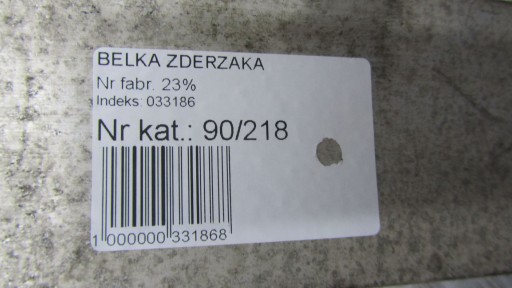 BELKA ZDERZAKA
Nr fabr. 23%
Indeks: 033186
Nr kat.: 90/218
1 000000 331868